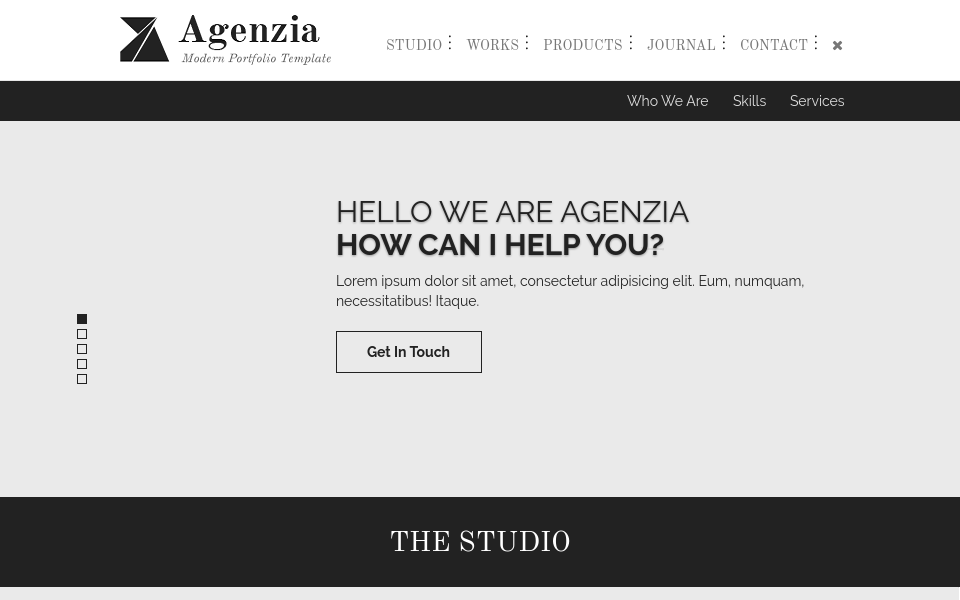 Agenzia
Modern Portfolio Template
STUDIO WORKS PRODUCTS JOURNAL CONTACT
Who We Are Skills Services
HELLO WE ARE AGENZIA
HOW CAN I HELP YOU?
Lorem ipsum dolor sit amet, consectetur adipisicing elit. Eum, numquam,
necessitatibus! Itaque.
Get In Touch
THE STUDIO